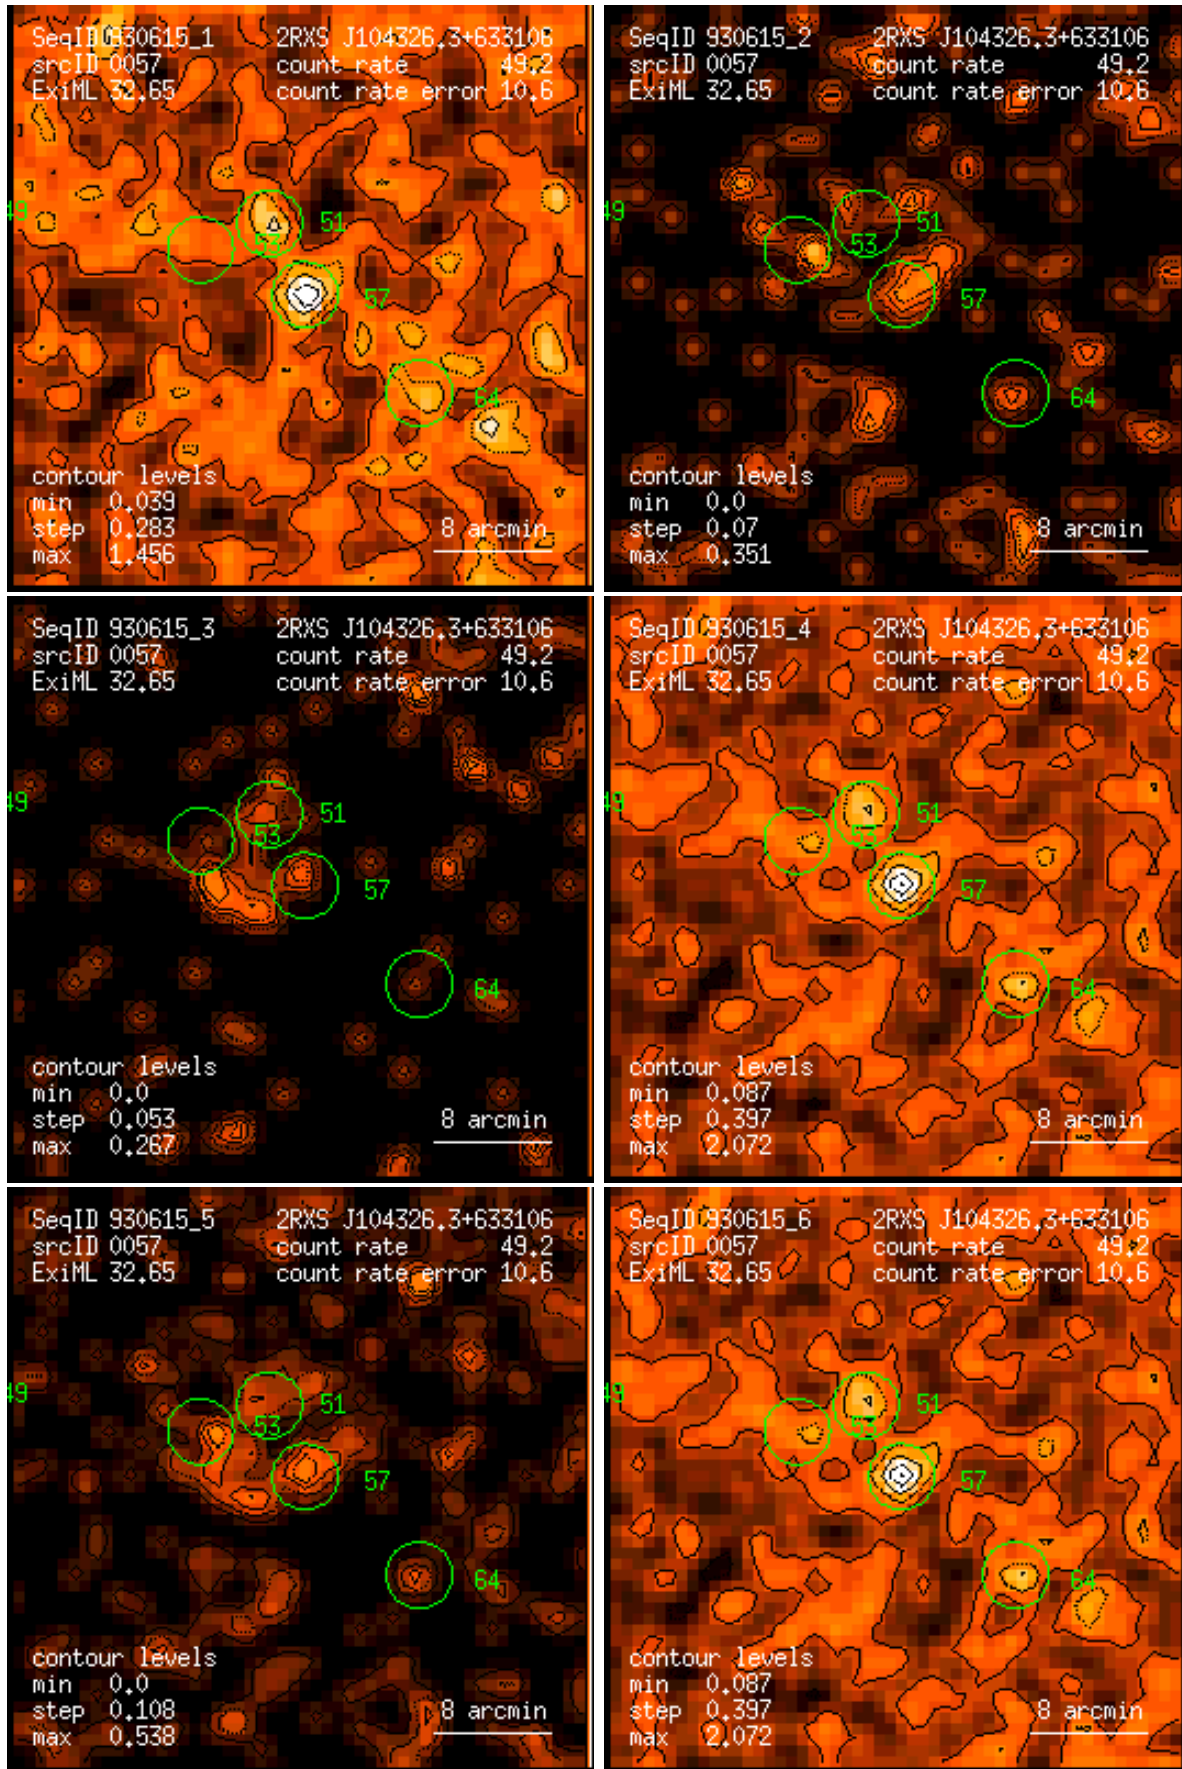 SeqID 930615_1 2RXS J104326.3+633106
srcID 0057 count rate 49.2
ExiML 32.65 count rate error 10.6
49 51
53
57
64
contour levels
min 0.039
step 0.283 8 arcmin
max 1.456
SeqID 930615_2 2RXS J104326.3+633106
srcID 0057 count rate 49.2
ExiML 32.65 count rate error 10.6
49 51
53
57
64
contour levels
min 0.0
step 0.07 8 arcmin
max 0.351
SeqID 930615_3 2RXS J104326.3+633106
srcID 0057 count rate 49.2
ExiML 32.65 count rate error 10.6
49 51
53
57
64
contour levels
min 0.0
step 0.053 8 arcmin
max 0.267
SeqID 930615_4 2RXS J104326.3+633106
srcID 0057 count rate 49.2
ExiML 32.65 count rate error 10.6
49 51
53
57
64
contour levels
min 0.087
step 0.397 8 arcmin
max 2.072
SeqID 930615_5 2RXS J104326.3+633106
srcID 0057 count rate 49.2
ExiML 32.65 count rate error 10.6
49 51
53
57
64
contour levels
min 0.0
step 0.108 8 arcmin
max 0.538
SeqID 930615_6 2RXS J104326.3+633106
srcID 0057 count rate 49.2
ExiML 32.65 count rate error 10.6
49 51
53
57
64
contour levels
min 0.087
step 0.397 8 arcmin
max 2.072